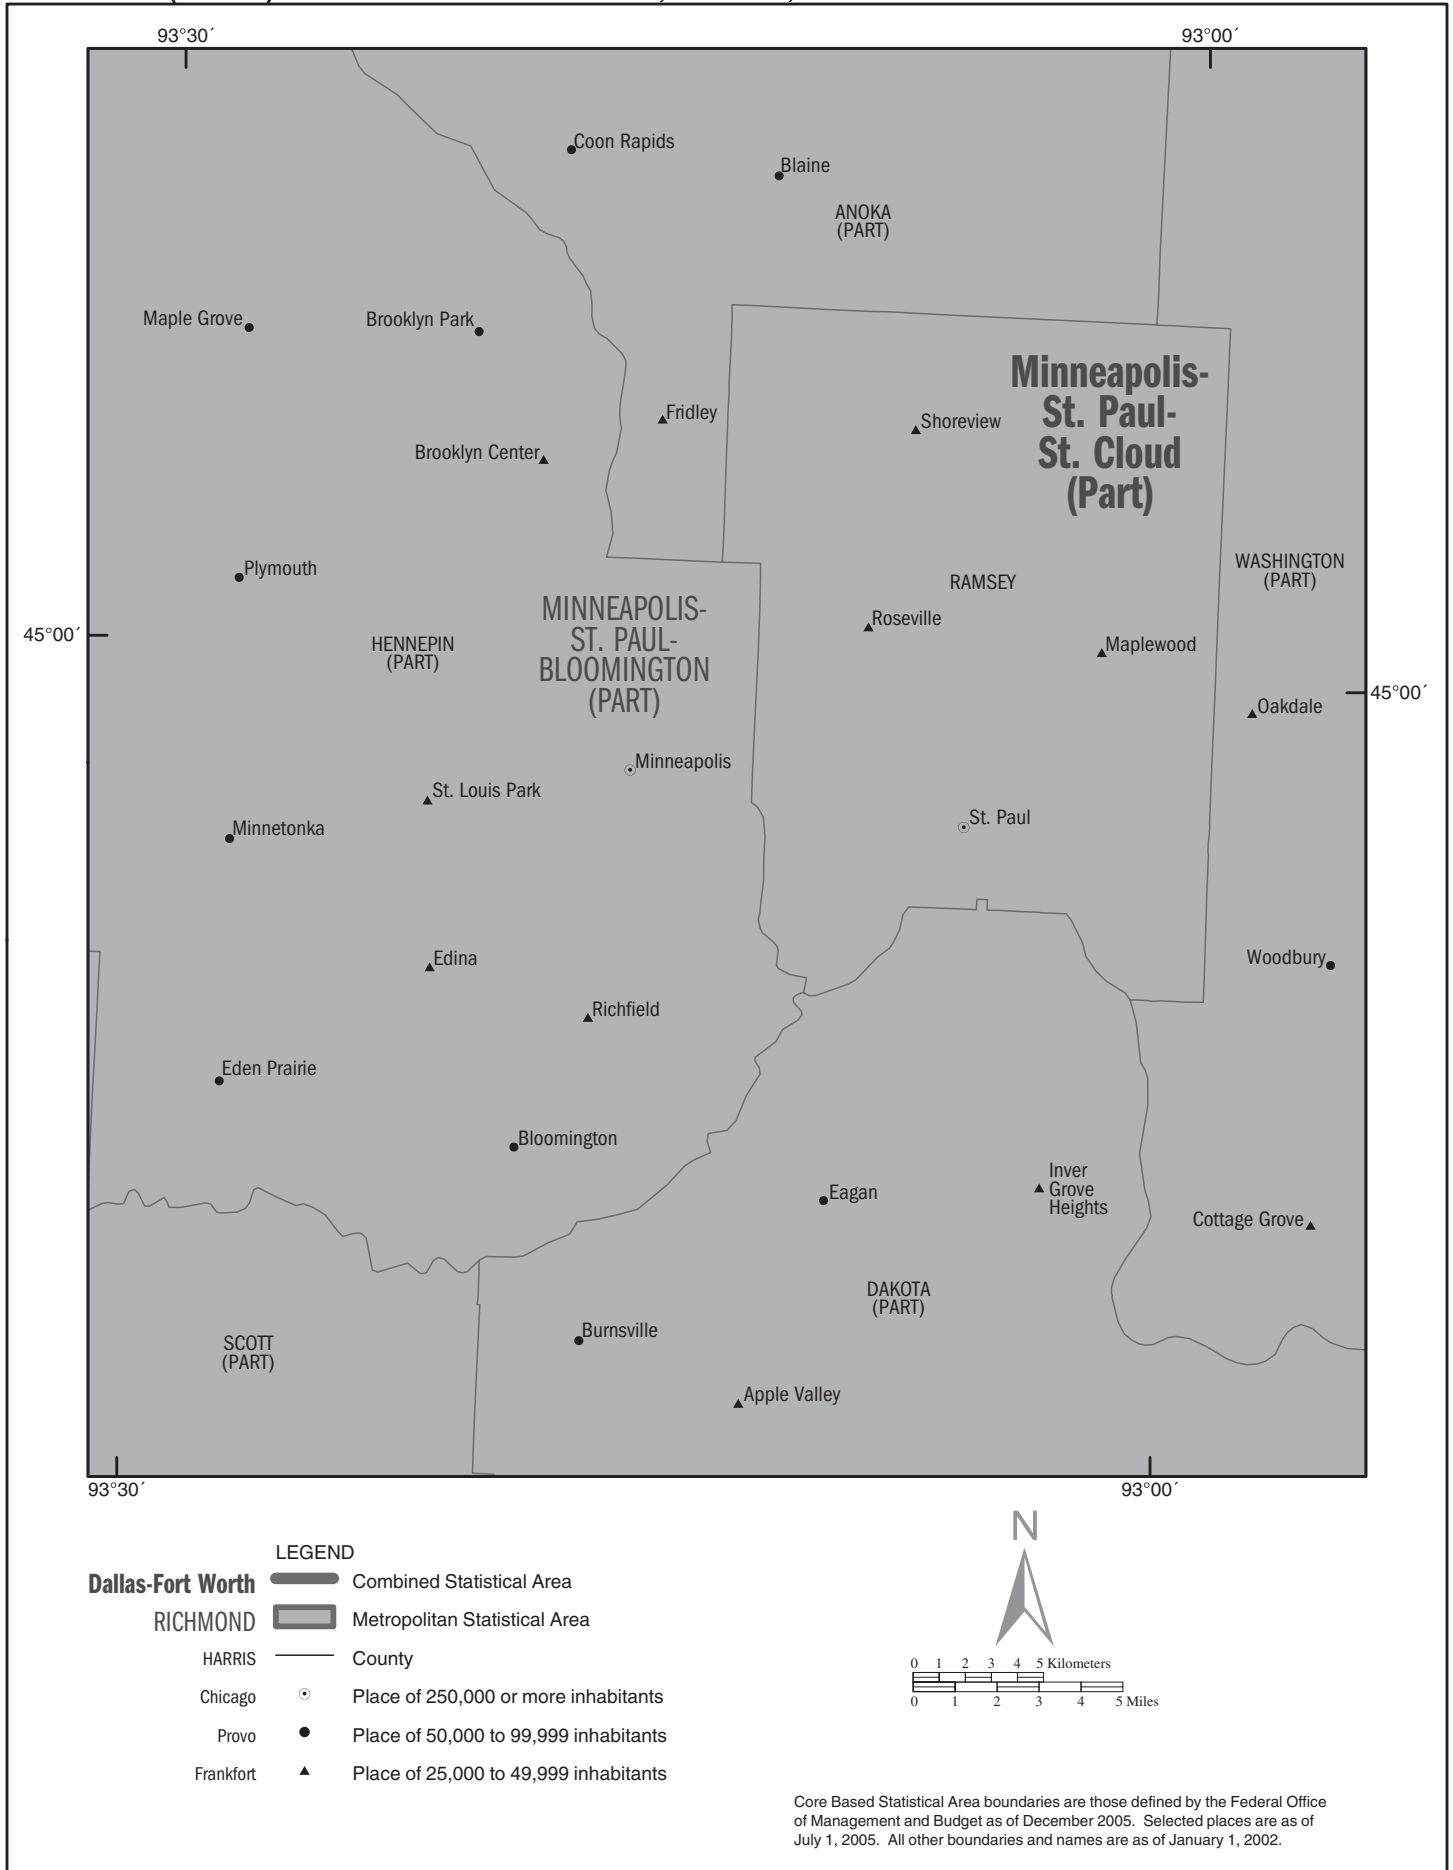 93°30´
93°00´
Coon Rapids
Blaine
ANOKA
(PART)
Maple Grove
Brooklyn Park
Minneapolis-
St. Paul-
St. Cloud
(Part)
Fridley
Shoreview
Brooklyn Center
Plymouth
WASHINGTON
(PART)
RAMSEY
MINNEAPOLIS-
ST. PAUL-
BLOOMINGTON
(PART)
Roseville
45°00´
HENNEPIN
(PART)
Maplewood
45°00´
Oakdale
Minneapolis
St. Louis Park
St. Paul
Minnetonka
Edina
Woodbury
Richfield
Eden Prairie
Bloomington
Eagan
Inver
Grove
Heights
Cottage Grove
DAKOTA
(PART)
Burnsville
SCOTT
(PART)
Apple Valley
93°30´
93°00´
N
LEGEND
Dallas-Fort Worth
Combined Statistical Area
RICHMOND
Metropolitan Statistical Area
HARRIS
County
Chicago
Place of 250,000 or more inhabitants
Provo
Place of 50,000 to 99,999 inhabitants
Frankfort
Place of 25,000 to 49,999 inhabitants
0 1 2 3 4 5 Kilometers
0 1 2 3 4 5 Miles
Core Based Statistical Area boundaries are those defined by the Federal Office
of Management and Budget as of December 2005. Selected places are as of
July 1, 2005. All other boundaries and names are as of January 1, 2002.